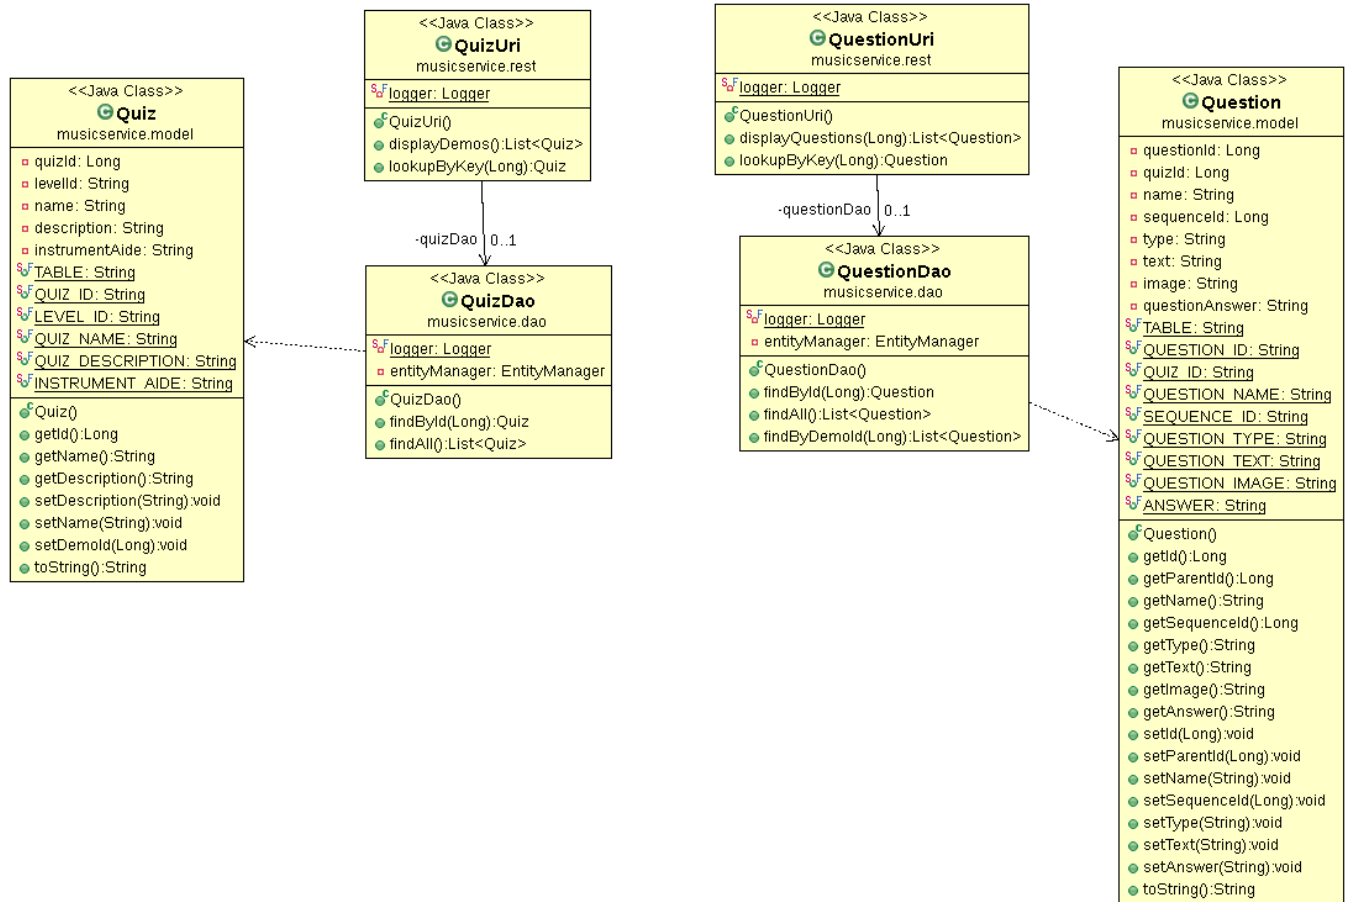 <<Java Class>>
Quiz
musicservice.model
quizId: Long
levelId: String
name: String
description: String
instrumentAide: String
TABLE: String
QUIZ_ID: String
LEVEL_ID: String
QUIZ_NAME: String
QUIZ_DESCRIPTION: String
INSTRUMENT_AIDE: String
Quiz()
getId():Long
getName():String
getDescription():String
setDescription(String):void
setName(String):void
setDemoId(Long):void
toString():String
<<Java Class>>
QuizUri
musicservice.rest
logger: Logger
QuizUri()
displayDemos():List<Quiz>
lookupByKey(Long):Quiz
-quizDao 0..1
<<Java Class>>
QuizDao
musicservice.dao
logger: Logger
entityManager: EntityManager
QuizDao()
findById(Long):Quiz
findAll():List<Quiz>
<<Java Class>>
QuestionUri
musicservice.rest
logger: Logger
QuestionUri()
displayQuestions(Long):List<Question>
lookupByKey(Long):Question
-questionDao 0..1
<<Java Class>>
QuestionDao
musicservice.dao
logger: Logger
entityManager: EntityManager
QuestionDao()
findById(Long):Question
findAll():List<Question>
findByDemoId(Long):List<Question>
<<Java Class>>
Question
musicservice.model
questionId: Long
quizId: Long
name: String
sequenceId: Long
type: String
text: String
image: String
questionAnswer: String
TABLE: String
QUESTION_ID: String
QUIZ_ID: String
QUESTION_NAME: String
SEQUENCE_ID: String
QUESTION_TYPE: String
QUESTION_TEXT: String
QUESTION_IMAGE: String
ANSWER: String
Question()
getId():Long
getParentId():Long
getName():String
getSequenceId():Long
getType():String
getText():String
getImage():String
getAnswer():String
setId(Long):void
setParentId(Long):void
setName(String):void
setSequenceId(Long):void
setType(String):void
setText(String):void
setAnswer(String):void
toString():String